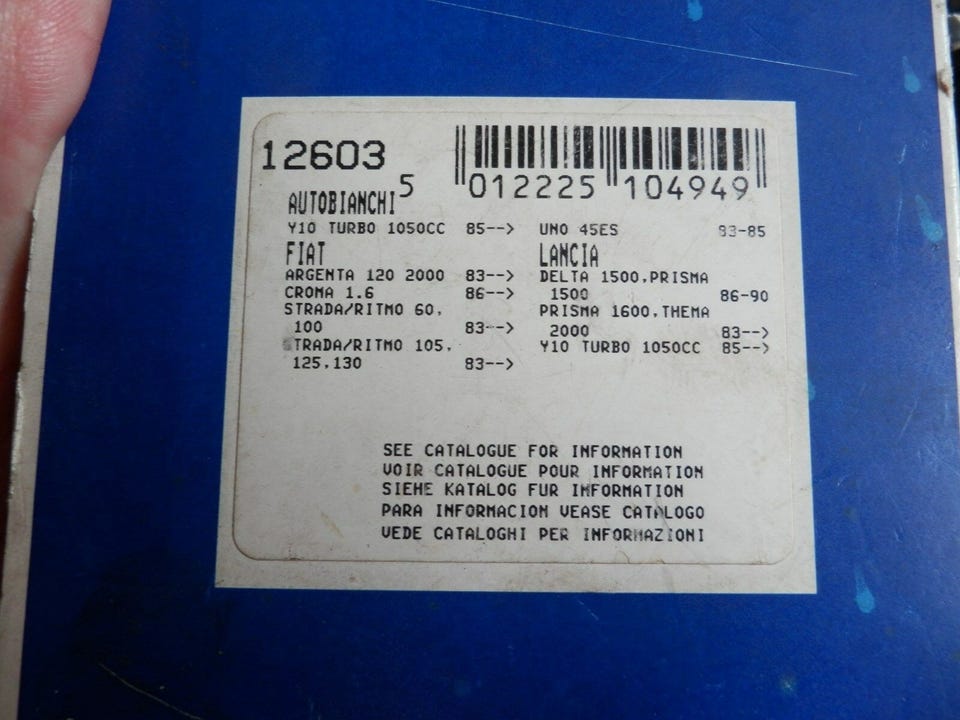 12603
5 012225 104949
AUTOBIANCHI
Y10 TURBO 1050CC 85-->
FIAT
ARGENTA 120 2000 83-->
CROMA 1.6 86-->
STRADA/RITMO 60,
100 83-->
STRADA/RITMO 105,
125,130 83-->
UNO 45ES 83-85
LANCIA
DELTA 1500,PRISMA
1500 86-90
PRISMA 1600,THEMA
2000 83-->
Y10 TURBO 1050CC 85-->
SEE CATALOGUE FOR INFORMATION
VOIR CATALOGUE POUR INFORMATION
SIEHE KATALOG FUR INFORMATION
PARA INFORMACION VEASE CATALOGO
VEDE CATALOGHI PER INFORMAZIONI